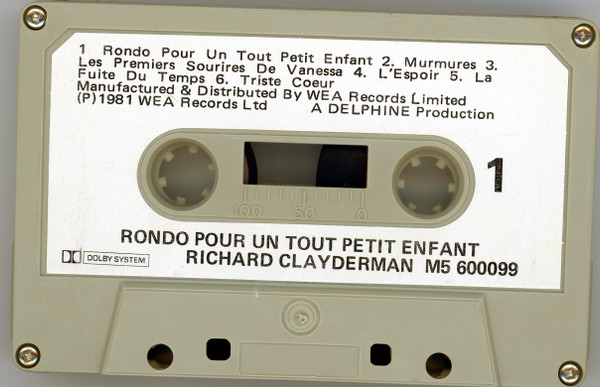 1 Rondo Pour Un Tout Petit Enfant 2. Murmures 3.
Les Premiers Sourires De Vanessa 4. L'Espoir 5. La
Fuite Du Temps 6. Triste Coeur
Manufactured & Distributed By WEA Records Limited
(P)1981 WEA Records Ltd A DELPHINE Production
1
100 50 0
RONDO POUR UN TOUT PETIT ENFANT
DOLBY SYSTEM
RICHARD CLAYDERMAN M5 600099